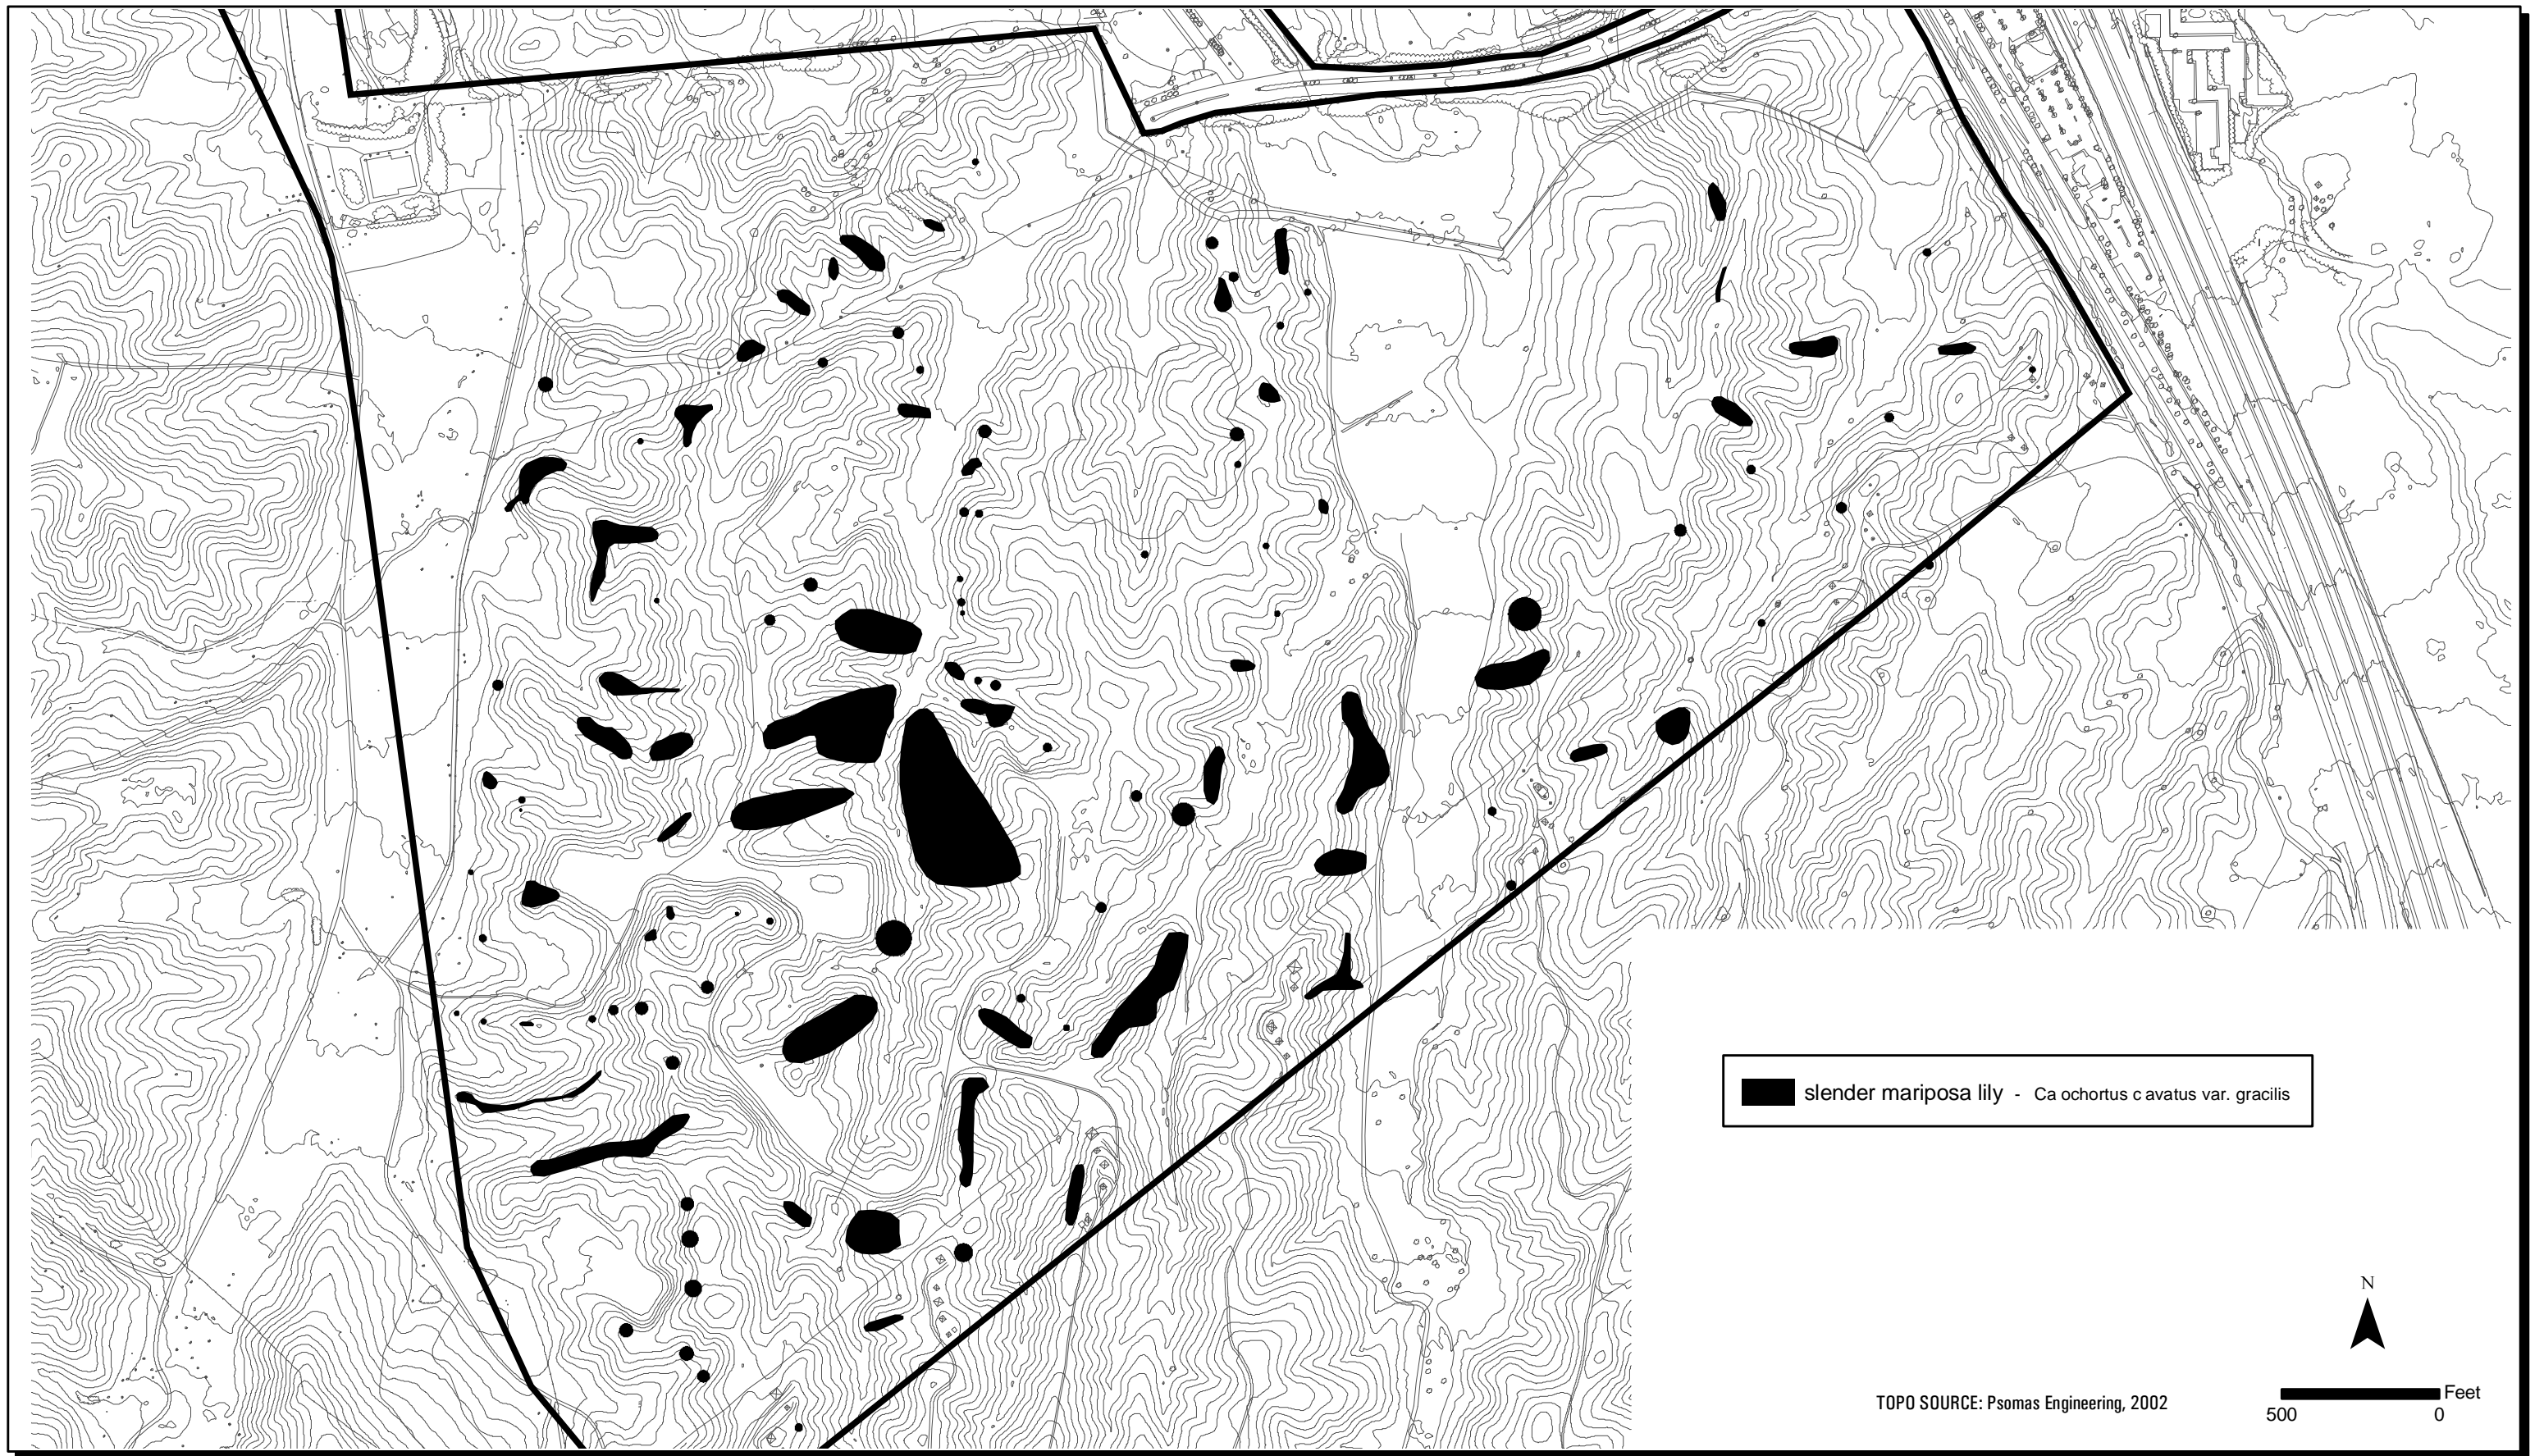 slender mariposa lily - Ca ochortus c avatus var. gracilis
N
TOPO SOURCE: Psomas Engineering, 2002
Feet
500 0